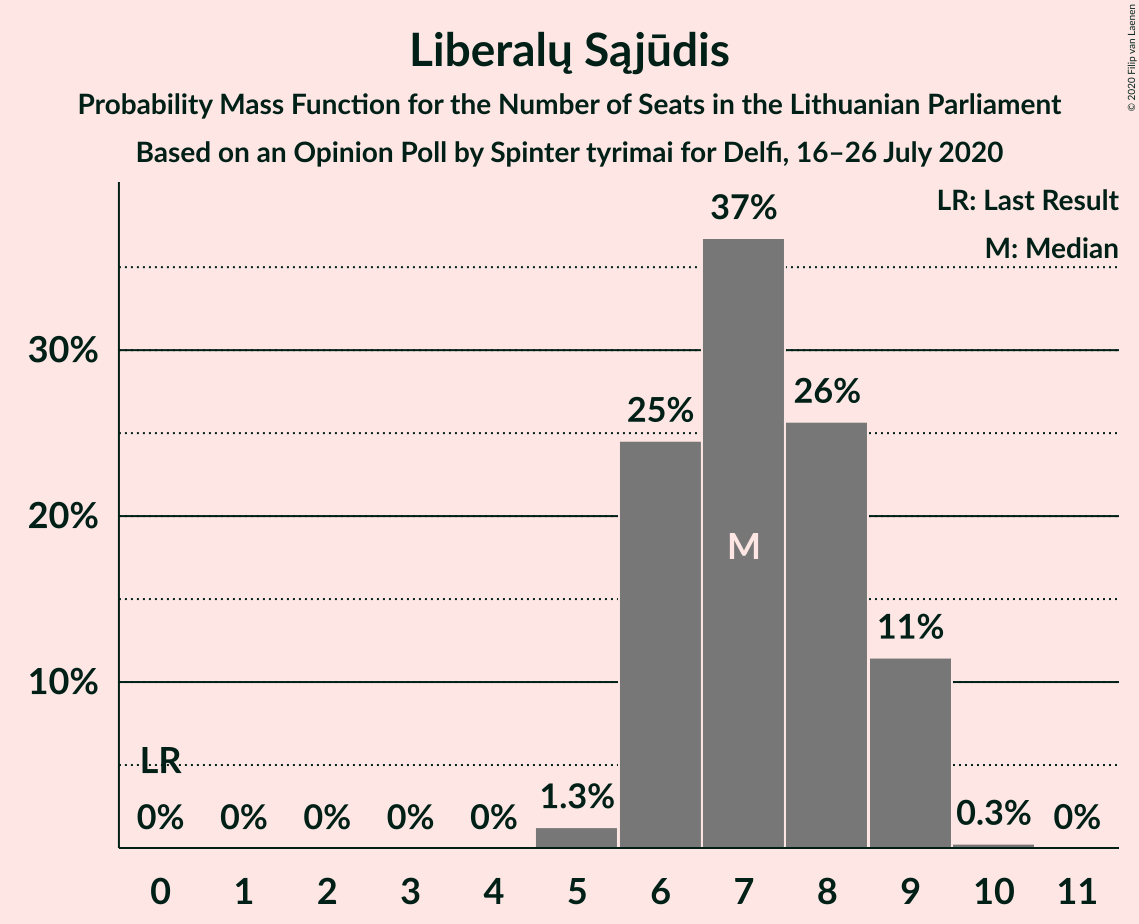 Liberalų Sąjūdis
Probability Mass Function for the Number of Seats in the Lithuanian Parliament
Based on an Opinion Poll by Spinter tyrimai for Delfi, 16–26 July 2020
© 2020 Filip van Laenen
LR: Last Result
M: Median
37%
30%
26%
25%
20%
M
11%
10%
LR
1.3%
0% 0% 0% 0% 0% 0.3% 0%
0 1 2 3 4 5 6 7 8 9 10 11